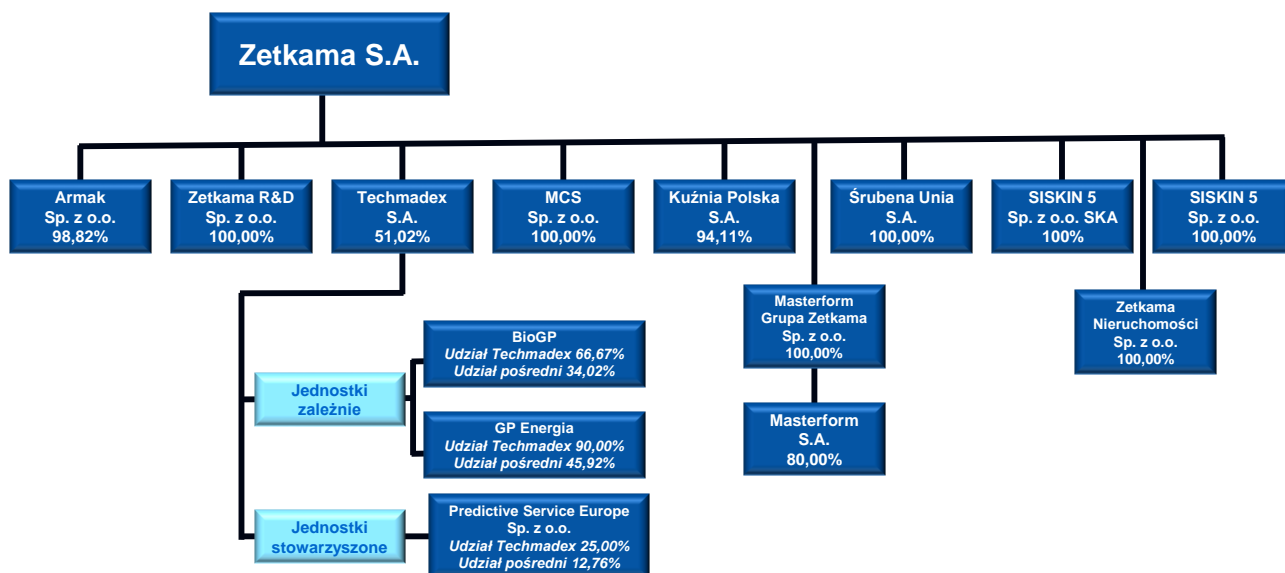 Zetkama S.A.
Armak
Sp. z o.o.
98,82%
Zetkama R&D
Sp. z o.o.
100,00%
Techmadex
S.A.
51,02%
MCS
Sp. z o.o.
100,00%
Kuźnia Polska
S.A.
94,11%
Śrubena Unia
S.A.
100,00%
SISKIN 5
Sp. z o.o. SKA
100%
SISKIN 5
Sp. z o.o.
100,00%
Masterform
Grupa Zetkama
Sp. z o.o.
100,00%
Zetkama
Nieruchomości
Sp. z o.o.
100,00%
Masterform
S.A.
80,00%
Jednostki
zależnie
BioGP
Udział Techmadex 66,67%
Udział pośredni 34,02%
GP Energia
Udział Techmadex 90,00%
Udział pośredni 45,92%
Jednostki
stowarzyszone
Predictive Service Europe
Sp. z o.o.
Udział Techmadex 25,00%
Udział pośredni 12,76%